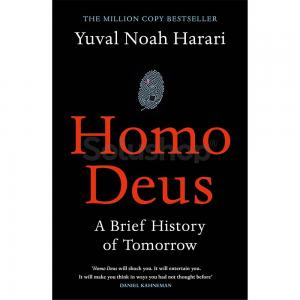 THE MILLION COPY BESTSELLER
Yuval Noah Harari
Homo
Deus
A Brief History
of Tomorrow
'Homo Deus will shock you. It will entertain you.
It will make you think in ways you had not thought before'
DANIEL KAHNEMAN